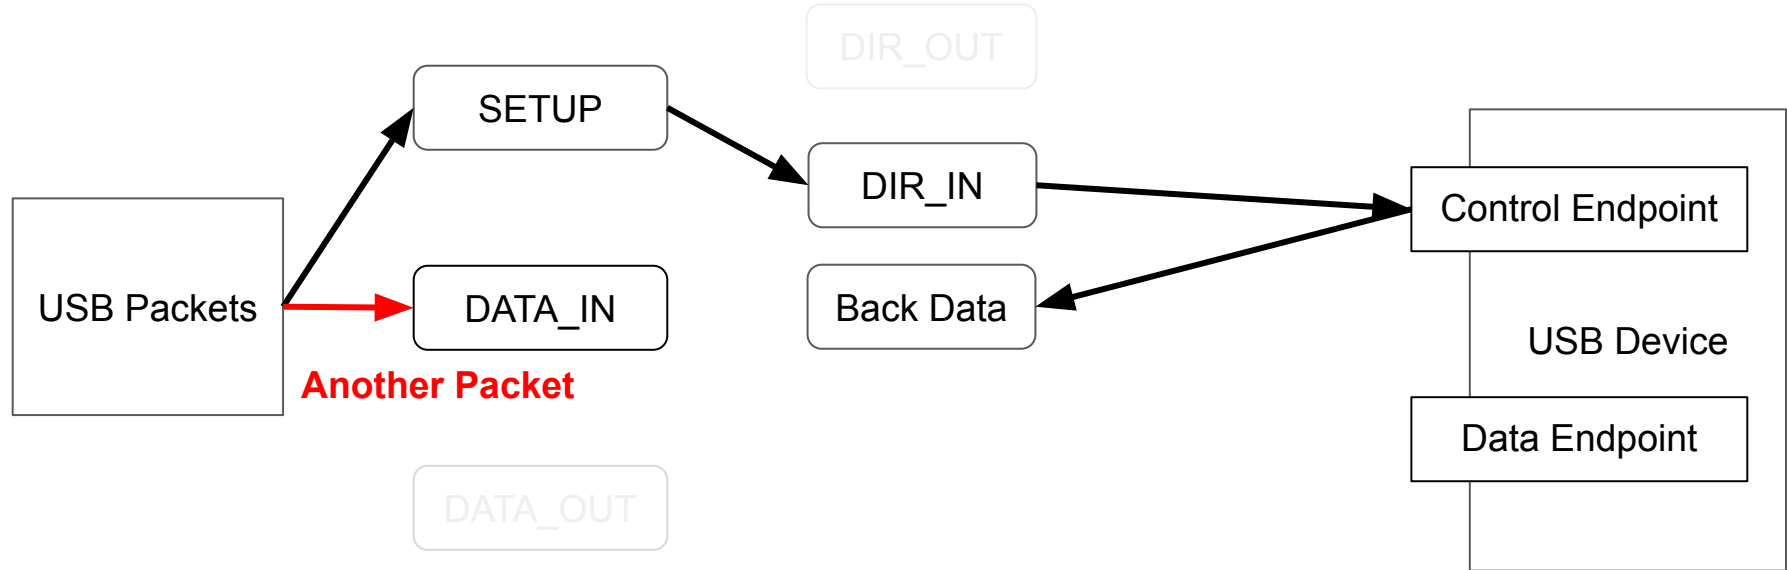 DIR_OUT
SETUP
DIR_IN
Control Endpoint
USB Packets
DATA_IN
Back Data
USB Device
Another Packet
Data Endpoint
DATA_OUT